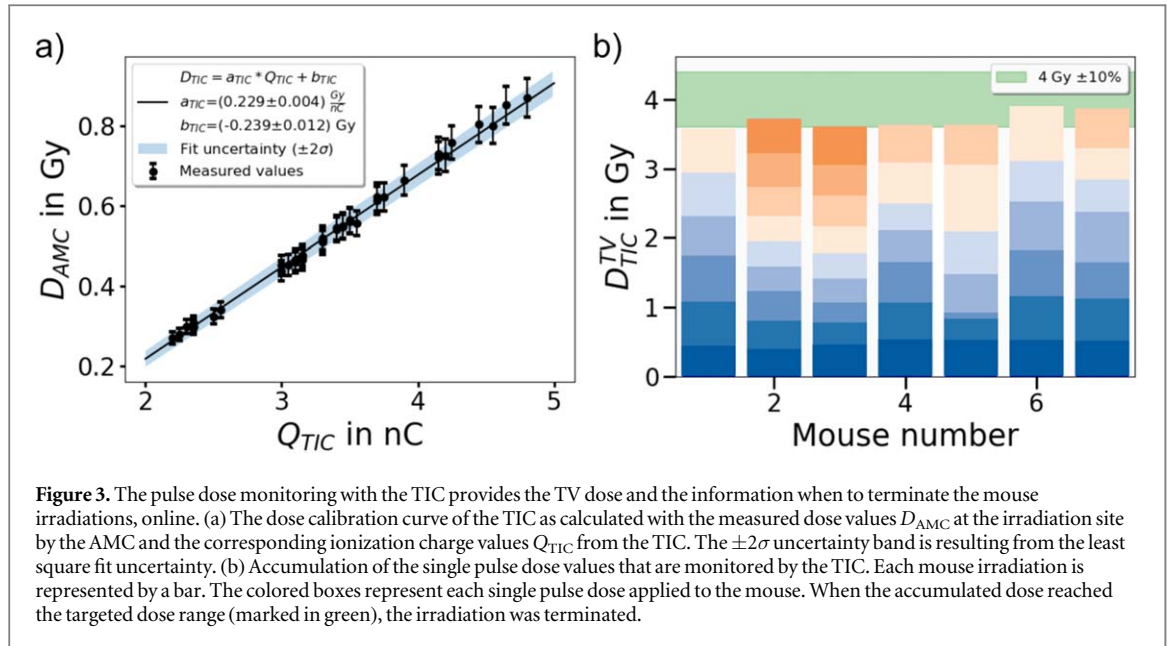 a)
D_TIC = a_TIC * Q_TIC + b_TIC
a_TIC=(0.229±0.004) Gy/nC
b_TIC=(-0.239±0.012) Gy
Fit uncertainty (±2σ)
Measured values
D_AMC in Gy
0.8
0.6
0.4
0.2
2 3 4 5
Q_TIC in nC
b)
4 Gy ±10%
D_TIC^TV in Gy
4
3
2
1
0
2 4 6
Mouse number
Figure 3. The pulse dose monitoring with the TIC provides the TV dose and the information when to terminate the mouse
irradiations, online. (a) The dose calibration curve of the TIC as calculated with the measured dose values D_AMC at the irradiation site
by the AMC and the corresponding ionization charge values Q_TIC from the TIC. The ±2σ uncertainty band is resulting from the least
square fit uncertainty. (b) Accumulation of the single pulse dose values that are monitored by the TIC. Each mouse irradiation is
represented by a bar. The colored boxes represent each single pulse dose applied to the mouse. When the accumulated dose reached
the targeted dose range (marked in green), the irradiation was terminated.